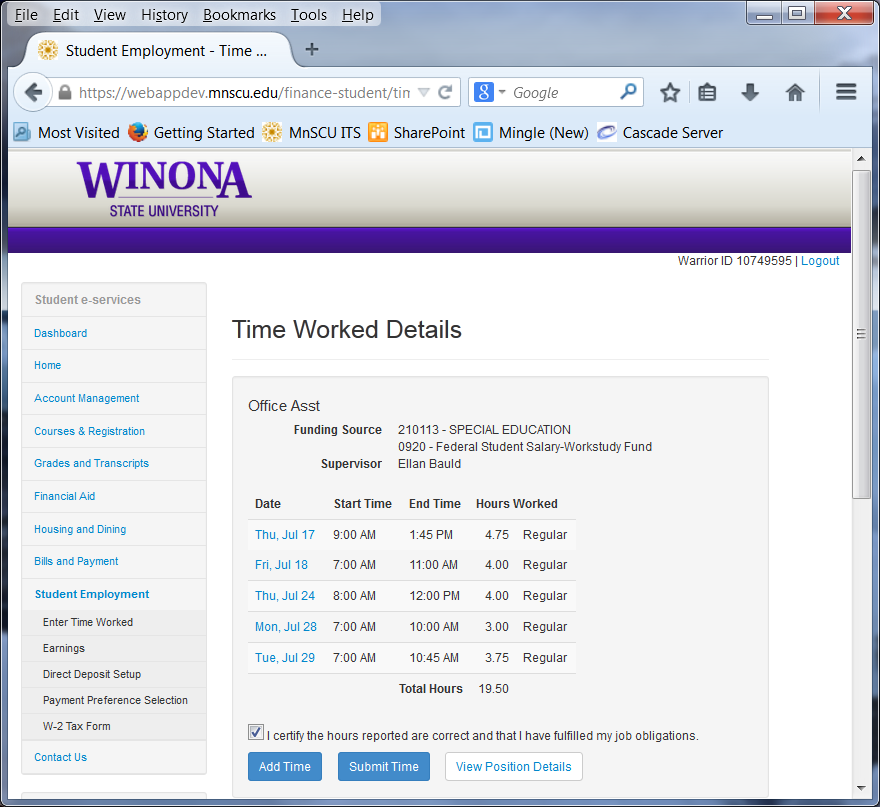 File Edit View History Bookmarks Tools Help
Student Employment - Time ...
https://webappdev.mnscu.edu/finance-student/tin
Google
Most Visited Getting Started MnSCU ITS SharePoint Mingle (New) Cascade Server
WINONA
STATE UNIVERSITY
Warrior ID 10749595 | Logout
Student e-services
Dashboard
Home
Account Management
Courses & Registration
Grades and Transcripts
Financial Aid
Housing and Dining
Bills and Payment
Student Employment
Enter Time Worked
Earnings
Direct Deposit Setup
Payment Preference Selection
W-2 Tax Form
Contact Us
Time Worked Details
Office Asst
Funding Source 210113 - SPECIAL EDUCATION
0920 - Federal Student Salary-Workstudy Fund
Supervisor Ellan Bauld
Date Start Time End Time Hours Worked
Thu, Jul 17 9:00 AM 1:45 PM 4.75 Regular
Fri, Jul 18 7:00 AM 11:00 AM 4.00 Regular
Thu, Jul 24 8:00 AM 12:00 PM 4.00 Regular
Mon, Jul 28 7:00 AM 10:00 AM 3.00 Regular
Tue, Jul 29 7:00 AM 10:45 AM 3.75 Regular
Total Hours 19.50
I certify the hours reported are correct and that I have fulfilled my job obligations.
Add Time Submit Time View Position Details